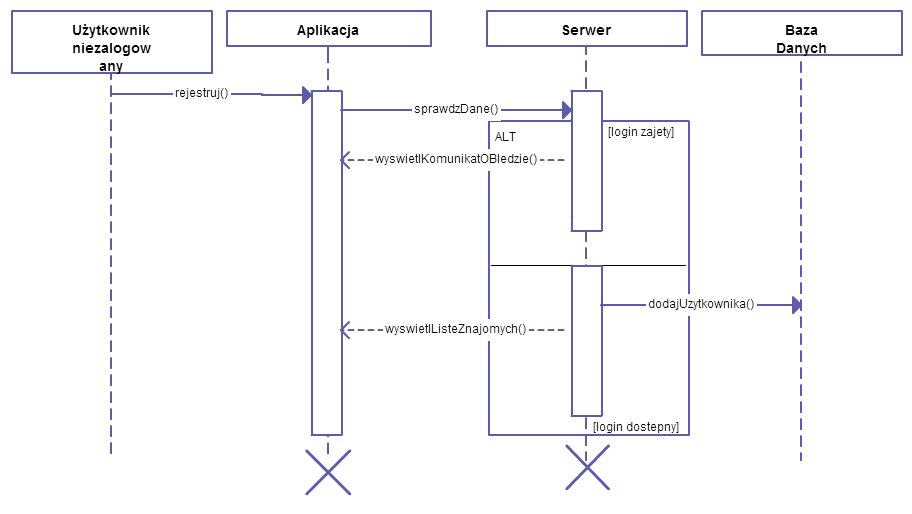 Użytkownik
niezalogow
any
Aplikacja
Serwer
Baza
Danych
rejestruj()
sprawdzDane()
ALT
[login zajety]
wyswietlKomunikatOBledzie()
dodajUzytkownika()
wyswietlListeZnajomych()
[login dostepny]